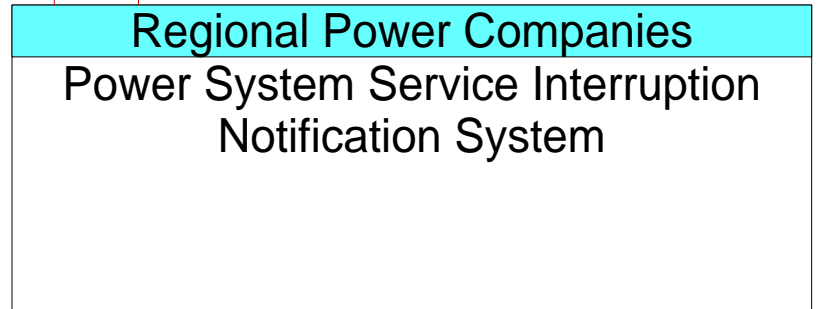 Regional Power Companies
Power System Service Interruption
Notification System